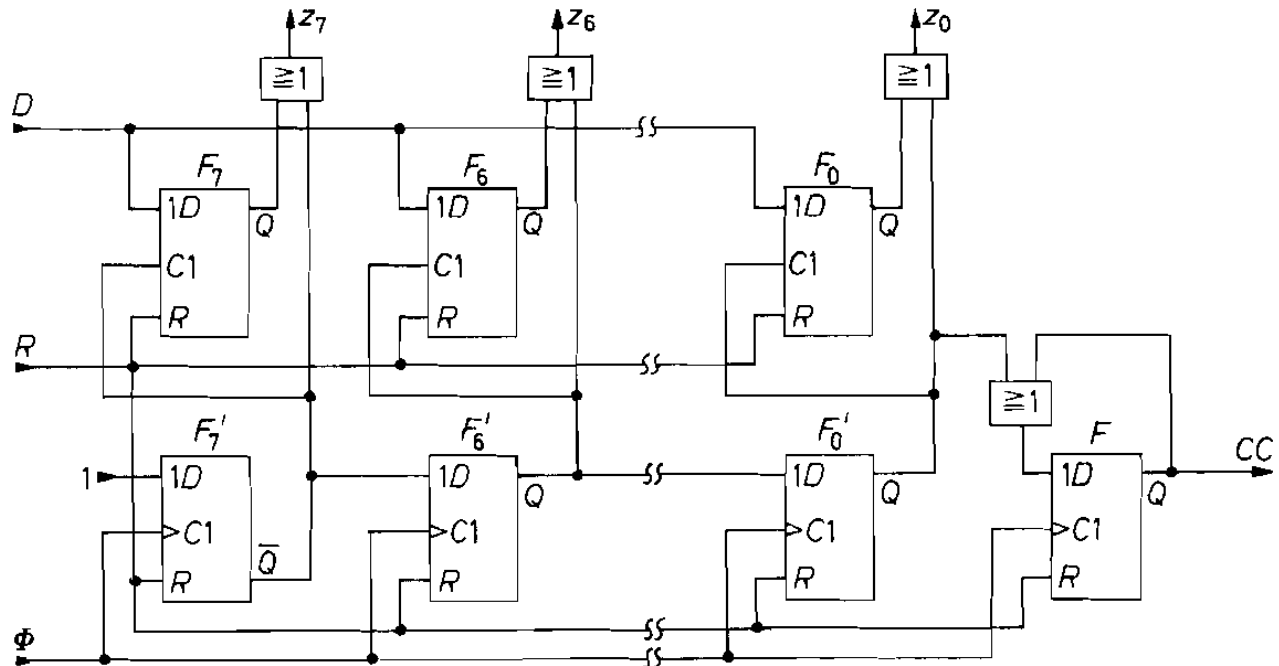 z7 z6 z0
≧1 ≧1 ≧1
D
F7 F6 F0
1D Q 1D Q 1D Q
C1 C1 C1
R R R
R
≧1
F7′ F6′ F0′ F
1 1D 1D Q 1D Q 1D Q CC
C1 C1 C1 C1
Q̅
R R R R
Φ